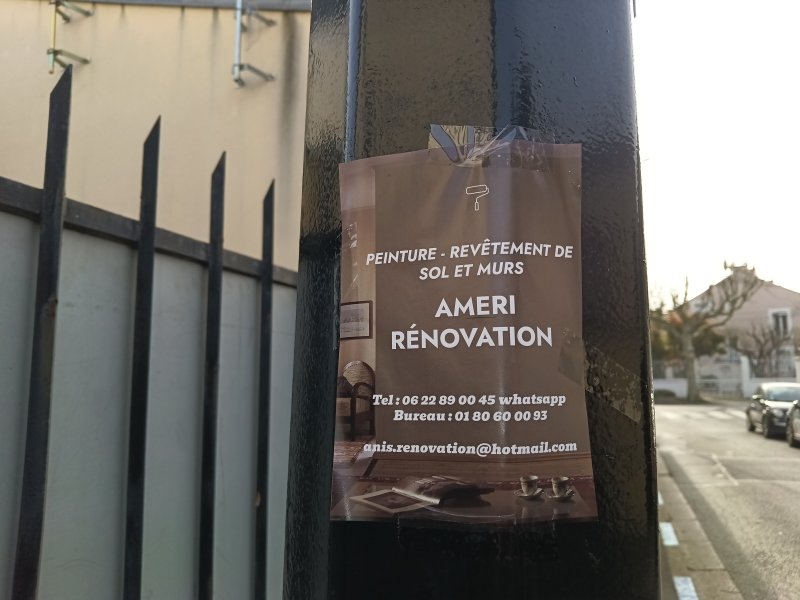 PEINTURE - REVÊTEMENT DE
SOL ET MURS
AMERI
RÉNOVATION
Tel : 06 22 89 00 45 whatsapp
Bureau : 01 80 60 00 93
anis.renovation@hotmail.com